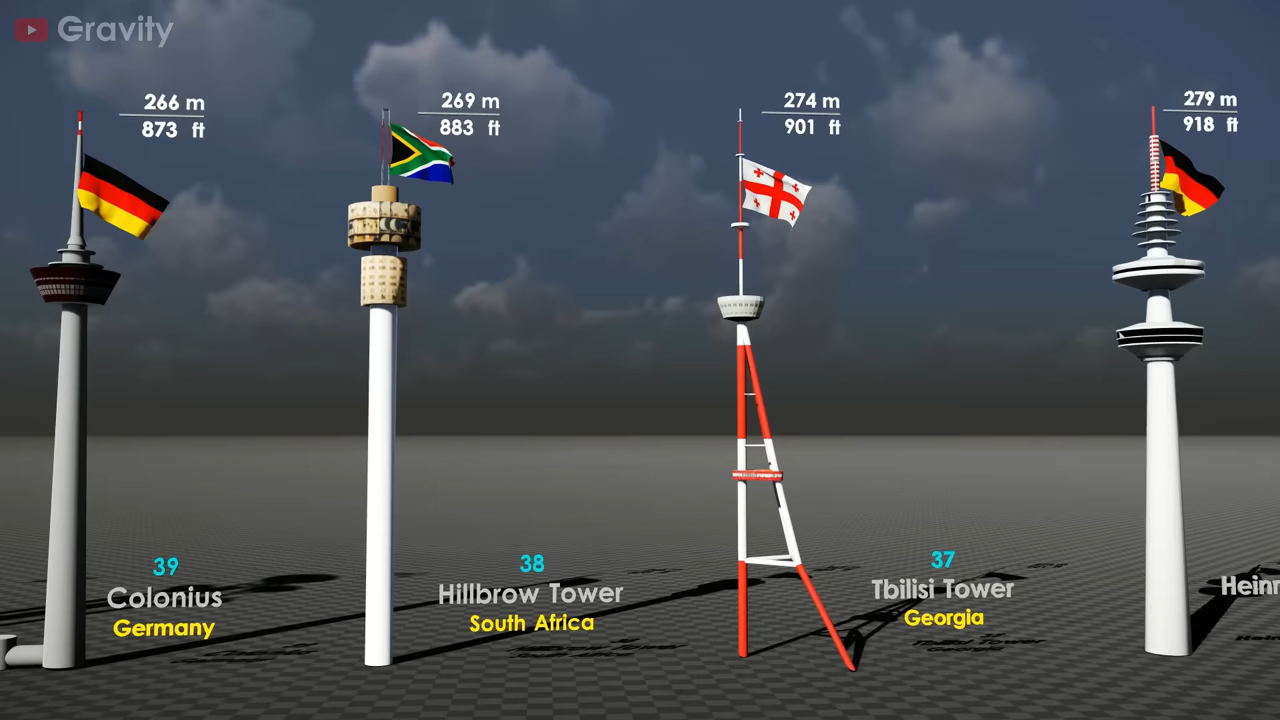 Gravity
266 m
873 ft
269 m
883 ft
274 m
901 ft
279 m
918 ft
39
Colonius
Germany
38
Hillbrow Tower
South Africa
37
Tbilisi Tower
Georgia
Heinr